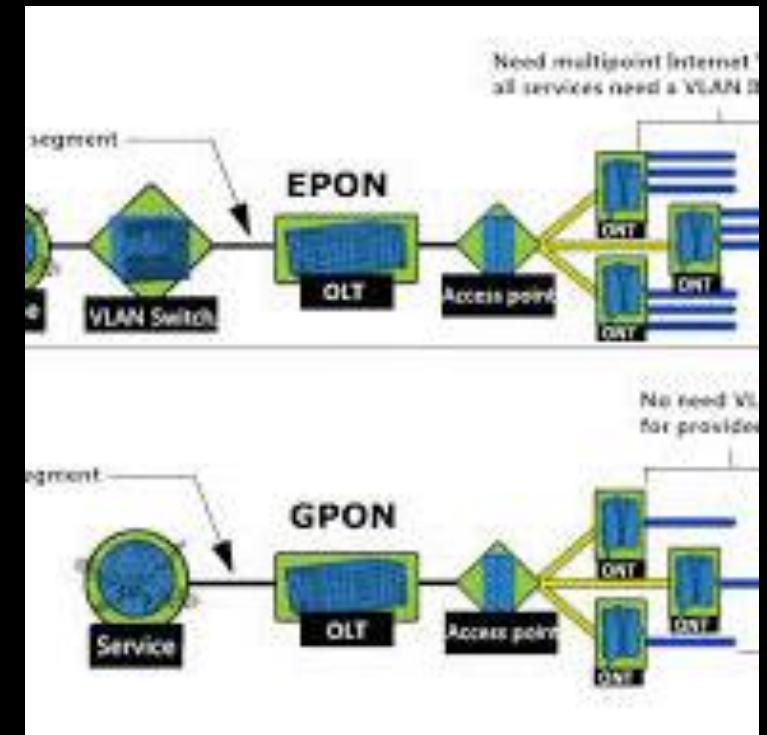 Need multipoint Internet
all services need a VLAN
segment
EPON
ONT
OLT
Access point
ONT
VLAN Switch
ONT
No need
for provide
egment
GPON
ONT
OLT
Access point
ONT
Service
ONT